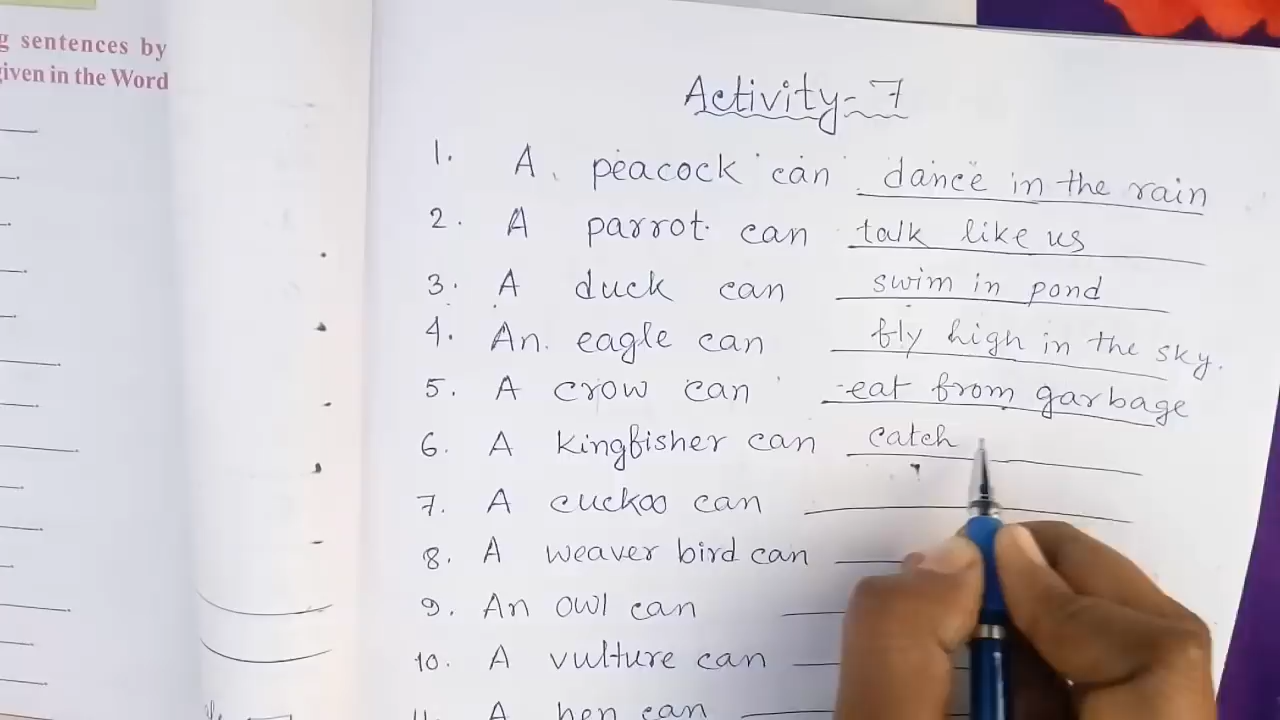 g sentences by
given in the Word
Activity-7
1. A peacock can dance in the rain
2. A parrot can talk like us
3. A duck can swim in pond
4. An eagle can fly high in the sky.
5. A crow can eat from garbage
6. A kingfisher can catch
7. A cuckoo can
8. A weaver bird can
9. An owl can
10. A vulture can
11. A hen can